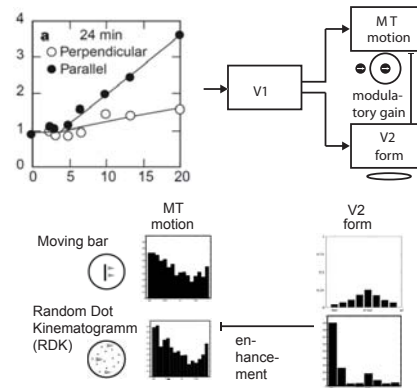 4
3
2
1
0
a 24 min
Perpendicular
Parallel
0 5 10 15 20
V1
MT
motion
modula-
tory gain
V2
form
MT
motion
V2
form
Moving bar
Random Dot
Kinematogramm
(RDK)
en-
hance-
ment